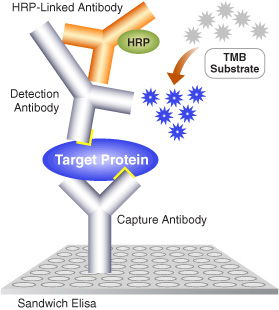 HRP-Linked Antibody
HRP
TMB
Substrate
Detection
Antibody
Target Protein
Capture Antibody
Sandwich Elisa